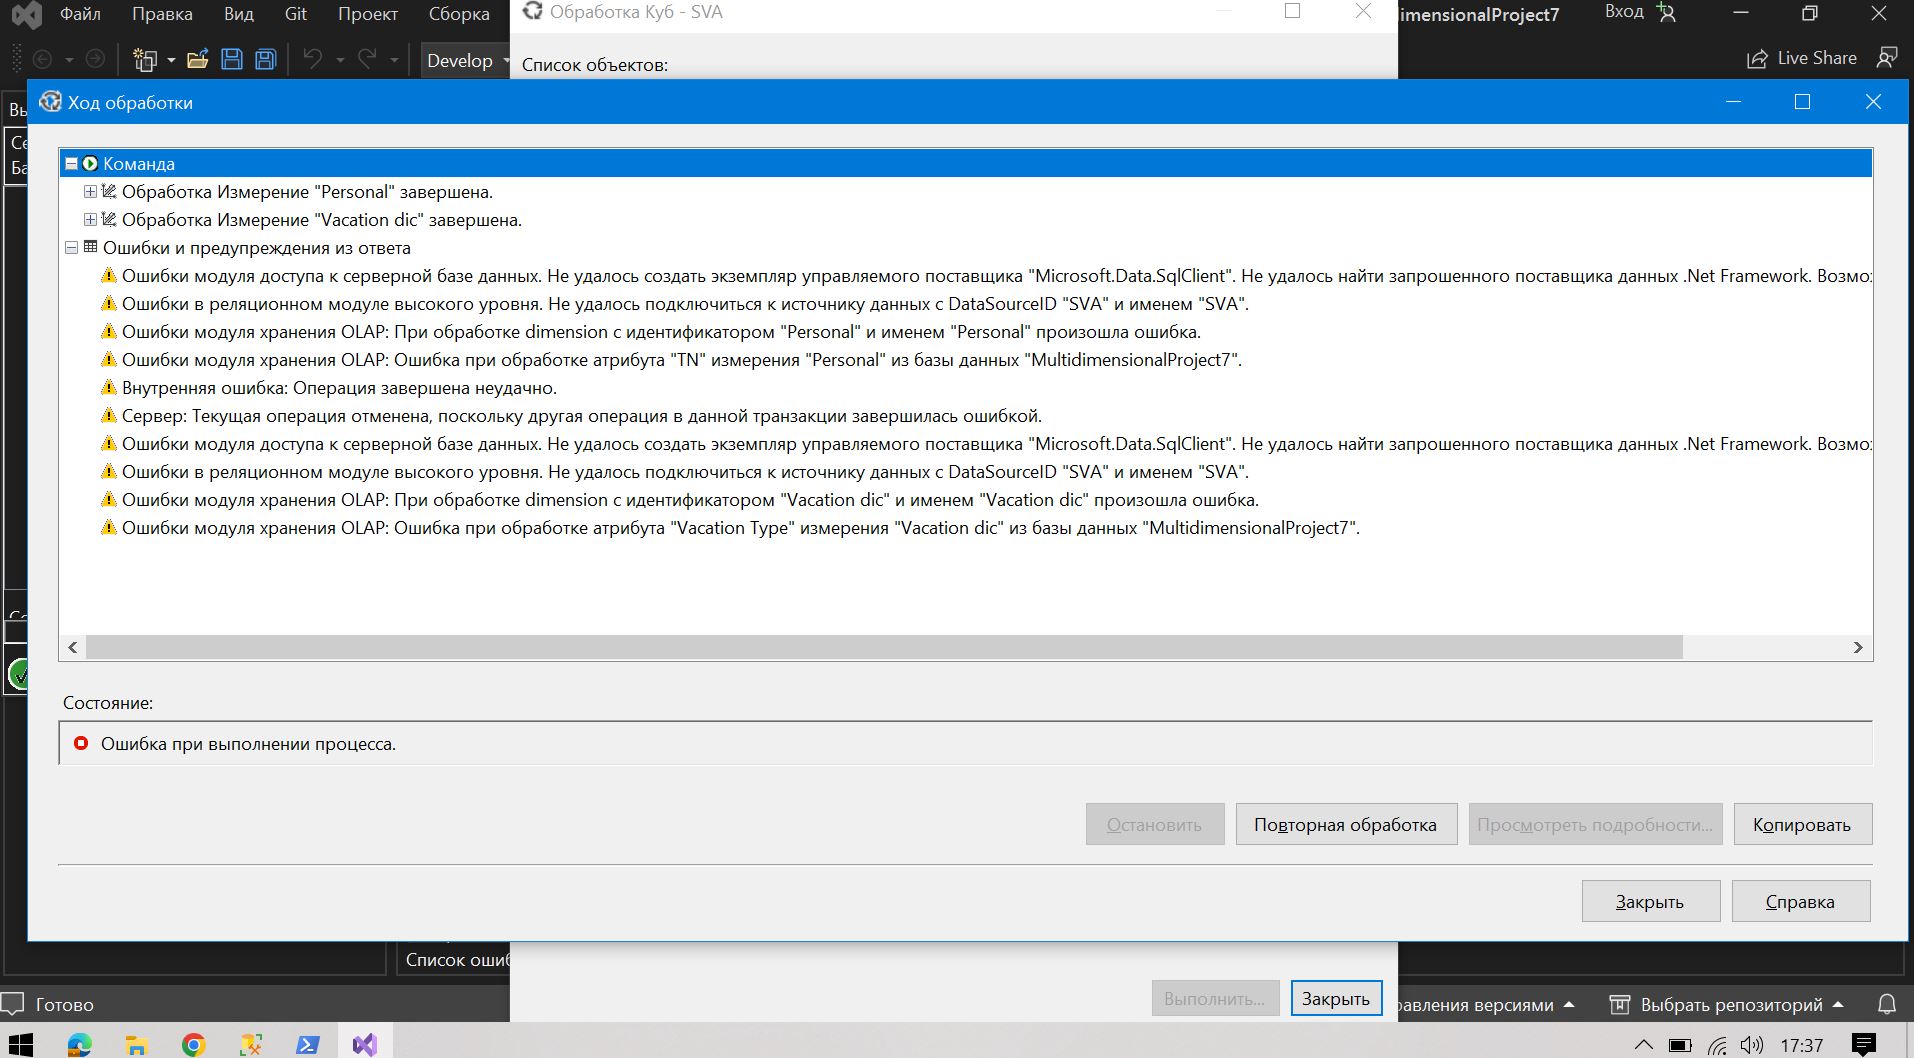 Файл Правка Вид Git Проект Сборка
Обработка Куб - SVA
imensionalProject7
Вход
Develop
Список объектов:
Live Share
Ход обработки
Команда
Обработка Измерение "Personal" завершена.
Обработка Измерение "Vacation dic" завершена.
Ошибки и предупреждения из ответа
Ошибки модуля доступа к серверной базе данных. Не удалось создать экземпляр управляемого поставщика "Microsoft.Data.SqlClient". Не удалось найти запрошенного поставщика данных .Net Framework. Возмо
Ошибки в реляционном модуле высокого уровня. Не удалось подключиться к источнику данных с DataSourceID "SVA" и именем "SVA".
Ошибки модуля хранения OLAP: При обработке dimension с идентификатором "Personal" и именем "Personal" произошла ошибка.
Ошибки модуля хранения OLAP: Ошибка при обработке атрибута "TN" измерения "Personal" из базы данных "MultidimensionalProject7".
Внутренняя ошибка: Операция завершена неудачно.
Сервер: Текущая операция отменена, поскольку другая операция в данной транзакции завершилась ошибкой.
Ошибки модуля доступа к серверной базе данных. Не удалось создать экземпляр управляемого поставщика "Microsoft.Data.SqlClient". Не удалось найти запрошенного поставщика данных .Net Framework. Возмо
Ошибки в реляционном модуле высокого уровня. Не удалось подключиться к источнику данных с DataSourceID "SVA" и именем "SVA".
Ошибки модуля хранения OLAP: При обработке dimension с идентификатором "Vacation dic" и именем "Vacation dic" произошла ошибка.
Ошибки модуля хранения OLAP: Ошибка при обработке атрибута "Vacation Type" измерения "Vacation dic" из базы данных "MultidimensionalProject7".
Состояние:
Ошибка при выполнении процесса.
Остановить
Повторная обработка
Просмотреть подробности...
Копировать
Закрыть
Справка
Список ошиб
Выполнить...
Закрыть
Готово
равления версиями
Выбрать репозиторий
17:37